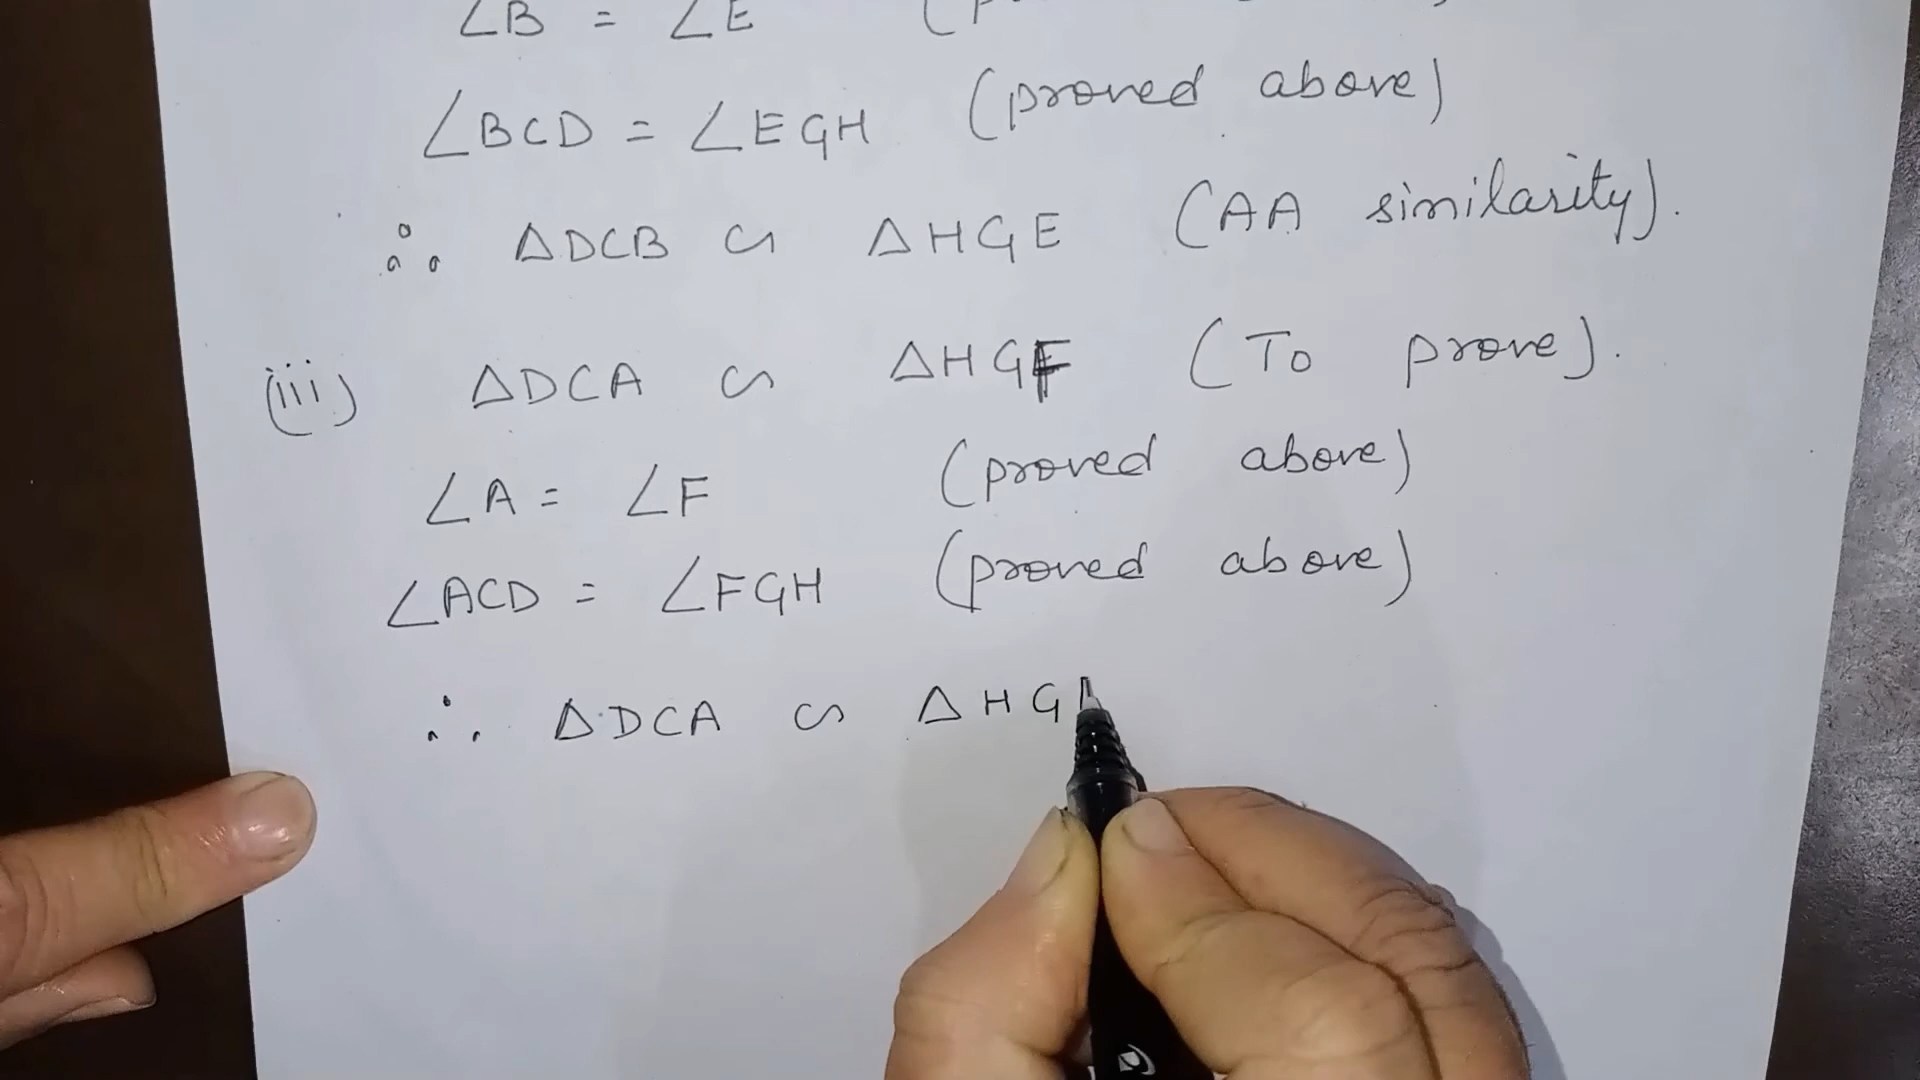 ∠B = ∠E
∠BCD = ∠EGH (proved above)
∴ ΔDCB ∽ ΔHGE (AA similarity).
(iii) ΔDCA ∽ ΔHGF (To prove).
∠A = ∠F (proved above)
∠ACD = ∠FGH (proved above)
∴ ΔDCA ∽ ΔHG